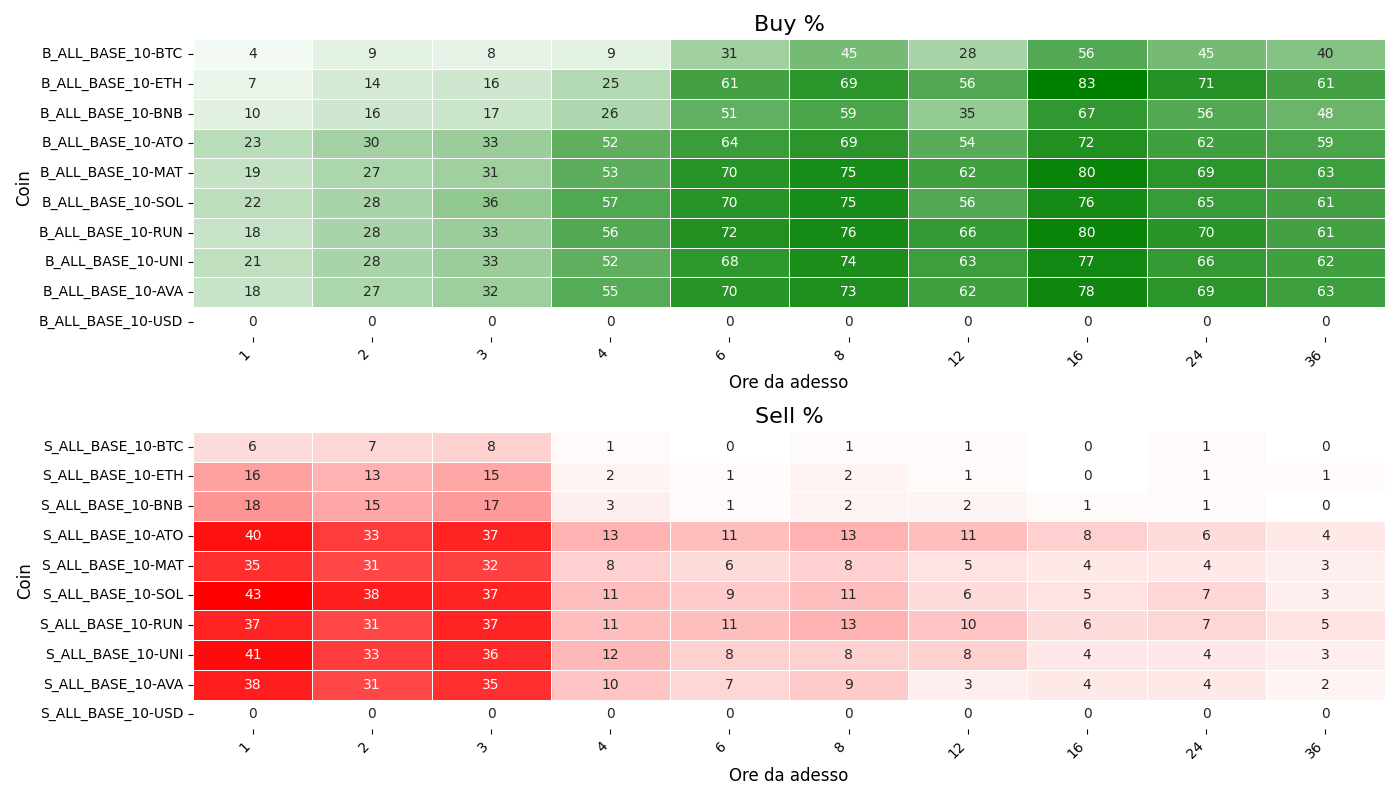 Buy %
Coin
B_ALL_BASE_10-BTC 4 9 8 9 31 45 28 56 45 40
B_ALL_BASE_10-ETH 7 14 16 25 61 69 56 83 71 61
B_ALL_BASE_10-BNB 10 16 17 26 51 59 35 67 56 48
B_ALL_BASE_10-ATO 23 30 33 52 64 69 54 72 62 59
B_ALL_BASE_10-MAT 19 27 31 53 70 75 62 80 69 63
B_ALL_BASE_10-SOL 22 28 36 57 70 75 56 76 65 61
B_ALL_BASE_10-RUN 18 28 33 56 72 76 66 80 70 61
B_ALL_BASE_10-UNI 21 28 33 52 68 74 63 77 66 62
B_ALL_BASE_10-AVA 18 27 32 55 70 73 62 78 69 63
B_ALL_BASE_10-USD 0 0 0 0 0 0 0 0 0 0
1 2 3 4 6 8 12 16 24 36
Ore da adesso
Sell %
Coin
S_ALL_BASE_10-BTC 6 7 8 1 0 1 1 0 1 0
S_ALL_BASE_10-ETH 16 13 15 2 1 2 1 0 1 1
S_ALL_BASE_10-BNB 18 15 17 3 1 2 2 1 1 0
S_ALL_BASE_10-ATO 40 33 37 13 11 13 11 8 6 4
S_ALL_BASE_10-MAT 35 31 32 8 6 8 5 4 4 3
S_ALL_BASE_10-SOL 43 38 37 11 9 11 6 5 7 3
S_ALL_BASE_10-RUN 37 31 37 11 11 13 10 6 7 5
S_ALL_BASE_10-UNI 41 33 36 12 8 8 8 4 4 3
S_ALL_BASE_10-AVA 38 31 35 10 7 9 3 4 4 2
S_ALL_BASE_10-USD 0 0 0 0 0 0 0 0 0 0
1 2 3 4 6 8 12 16 24 36
Ore da adesso